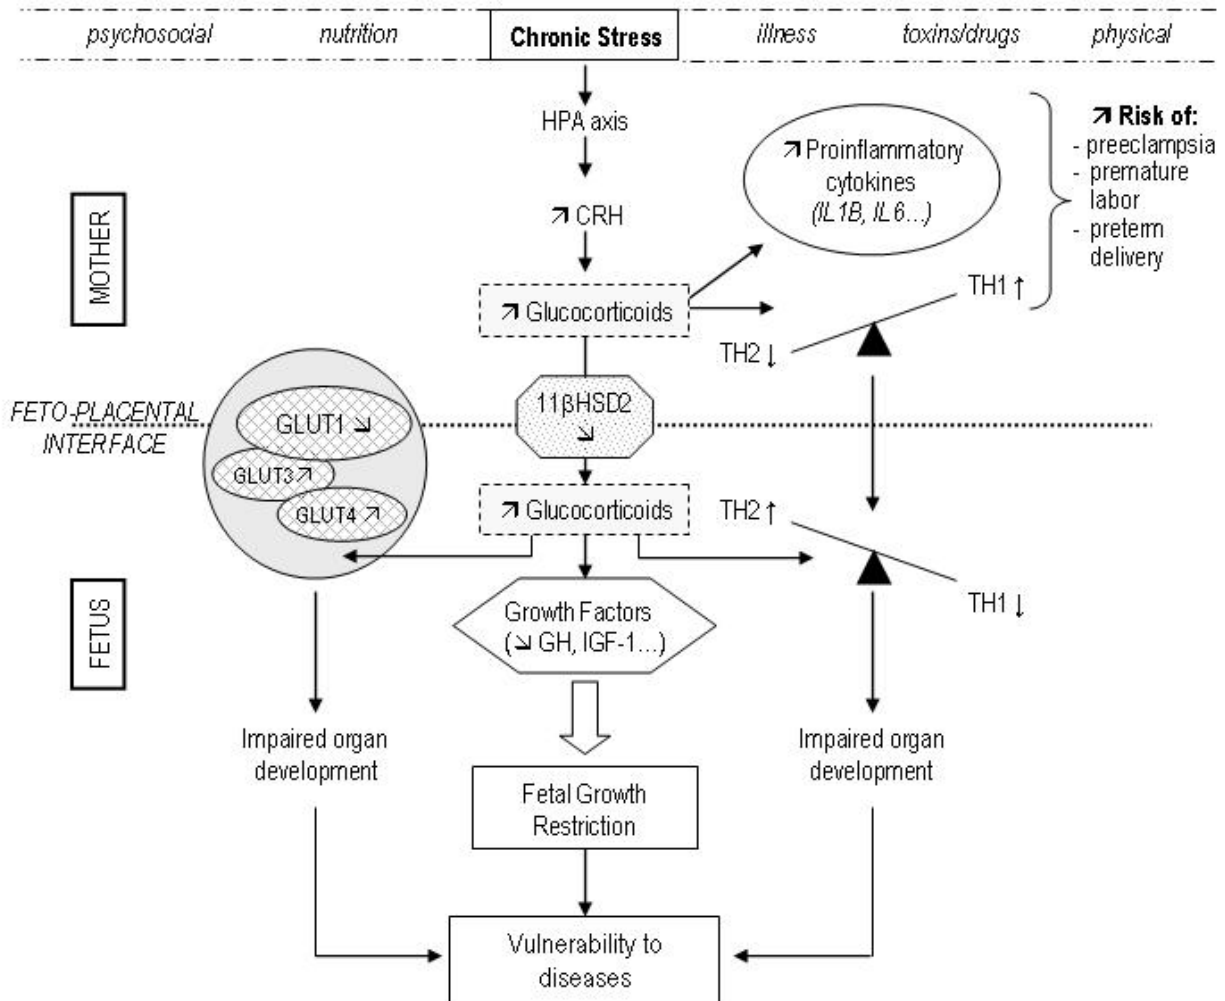 psychosocial
nutrition
Chronic Stress
illness
toxins/drugs
physical
HPA axis
↗ CRH
↗ Glucocorticoids
↗ Proinflammatory
cytokines
(IL1B, IL6...)
↗ Risk of:
- preeclampsia
- premature
labor
- preterm
delivery
MOTHER
TH1 ↑
TH2 ↓
FETO-PLACENTAL
INTERFACE
GLUT1 ↘
GLUT3 ↗
GLUT4 ↗
11βHSD2
↘
↗ Glucocorticoids
TH2 ↑
TH1 ↓
FETUS
Growth Factors
(↘ GH, IGF-1...)
Impaired organ
development
Fetal Growth
Restriction
Impaired organ
development
Vulnerability to
diseases